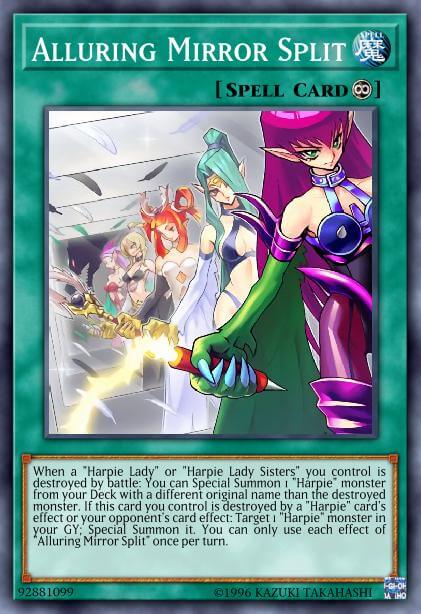 Alluring Mirror Split
SPELL
魔
[Spell Card]
When a "Harpie Lady" or "Harpie Lady Sisters" you control is
destroyed by battle: You can Special Summon 1 "Harpie" monster
from your Deck with a different original name than the destroyed
monster. If this card you control is destroyed by a "Harpie" card's
effect or your opponent's card effect: Target 1 "Harpie" monster in
your GY; Special Summon it. You can only use each effect of
"Alluring Mirror Split" once per turn.
92881099
©1996 KAZUKI TAKAHASHI